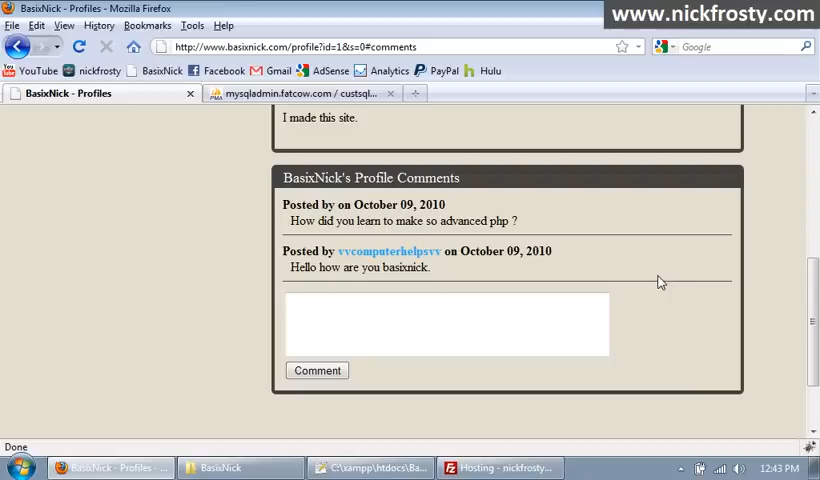 BasixNick - Profiles - Mozilla Firefox
www.nickfrosty.com
File Edit View History Bookmarks Tools Help
http://www.basixnick.com/profile?id=1&s=0#comments
Google
YouTube nickfrosty BasixNick Facebook Gmail AdSense Analytics PayPal Hulu
BasixNick - Profiles
mysqladmin.fatcow.com / custsql...
I made this site.
BasixNick's Profile Comments
Posted by on October 09, 2010
How did you learn to make so advanced php ?
Posted by vvcomputerhelpsvv on October 09, 2010
Hello how are you basixnick.
Comment
Done
BasixNick - Profiles - ...
BasixNick
C:\xampp\htdocs\Ba...
Hosting - nickfrosty...
12:43 PM